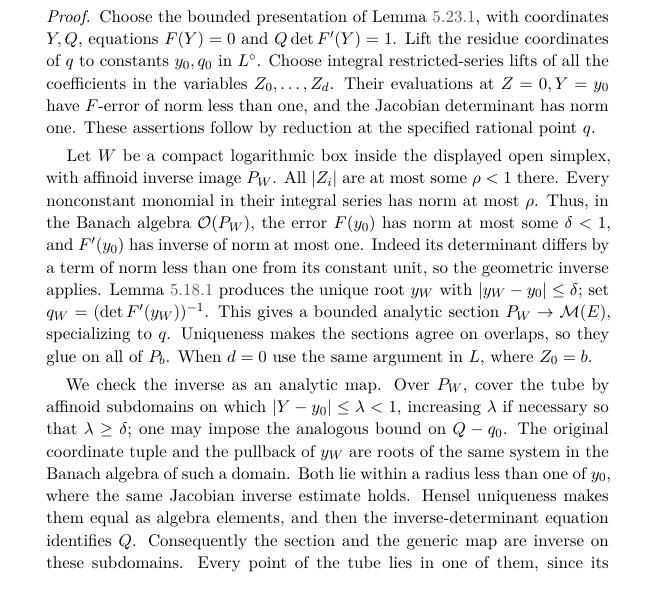 Proof. Choose the bounded presentation of Lemma 5.23.1, with coordinates
Y, Q, equations F(Y) = 0 and Q det F′(Y) = 1. Lift the residue coordinates
of q to constants y₀, q₀ in L°. Choose integral restricted-series lifts of all the
coefficients in the variables Z₀, . . . , Z_d. Their evaluations at Z = 0, Y = y₀
have F-error of norm less than one, and the Jacobian determinant has norm
one. These assertions follow by reduction at the specified rational point q.
Let W be a compact logarithmic box inside the displayed open simplex,
with affinoid inverse image P_W. All |Z_i| are at most some ρ < 1 there. Every
nonconstant monomial in their integral series has norm at most ρ. Thus, in
the Banach algebra 𝒪(P_W), the error F(y₀) has norm at most some δ < 1,
and F′(y₀) has inverse of norm at most one. Indeed its determinant differs by
a term of norm less than one from its constant unit, so the geometric inverse
applies. Lemma 5.18.1 produces the unique root y_W with |y_W − y₀| ≤ δ; set
q_W = (det F′(y_W))⁻¹. This gives a bounded analytic section P_W → ℳ(E),
specializing to q. Uniqueness makes the sections agree on overlaps, so they
glue on all of P_b. When d = 0 use the same argument in L, where Z₀ = b.
We check the inverse as an analytic map. Over P_W, cover the tube by
affinoid subdomains on which |Y − y₀| ≤ λ < 1, increasing λ if necessary so
that λ ≥ δ; one may impose the analogous bound on Q − q₀. The original
coordinate tuple and the pullback of y_W are roots of the same system in the
Banach algebra of such a domain. Both lie within a radius less than one of y₀,
where the same Jacobian inverse estimate holds. Hensel uniqueness makes
them equal as algebra elements, and then the inverse-determinant equation
identifies Q. Consequently the section and the generic map are inverse on
these subdomains. Every point of the tube lies in one of them, since its